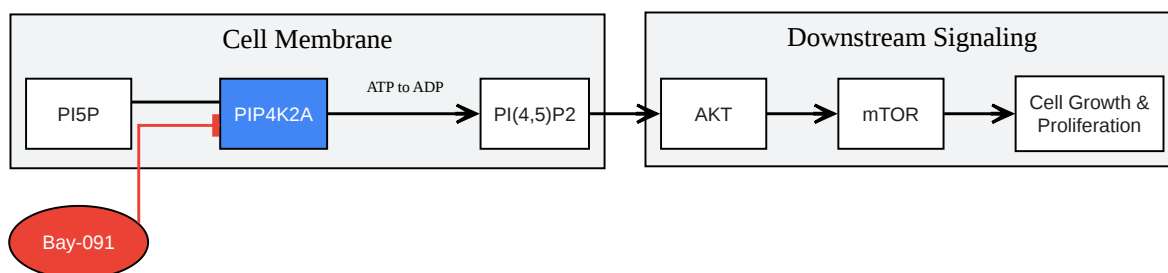 Cell Membrane
Downstream Signaling
PI5P
PIP4K2A
ATP to ADP
PI(4,5)P2
AKT
mTOR
Cell Growth &
Proliferation
Bay-091